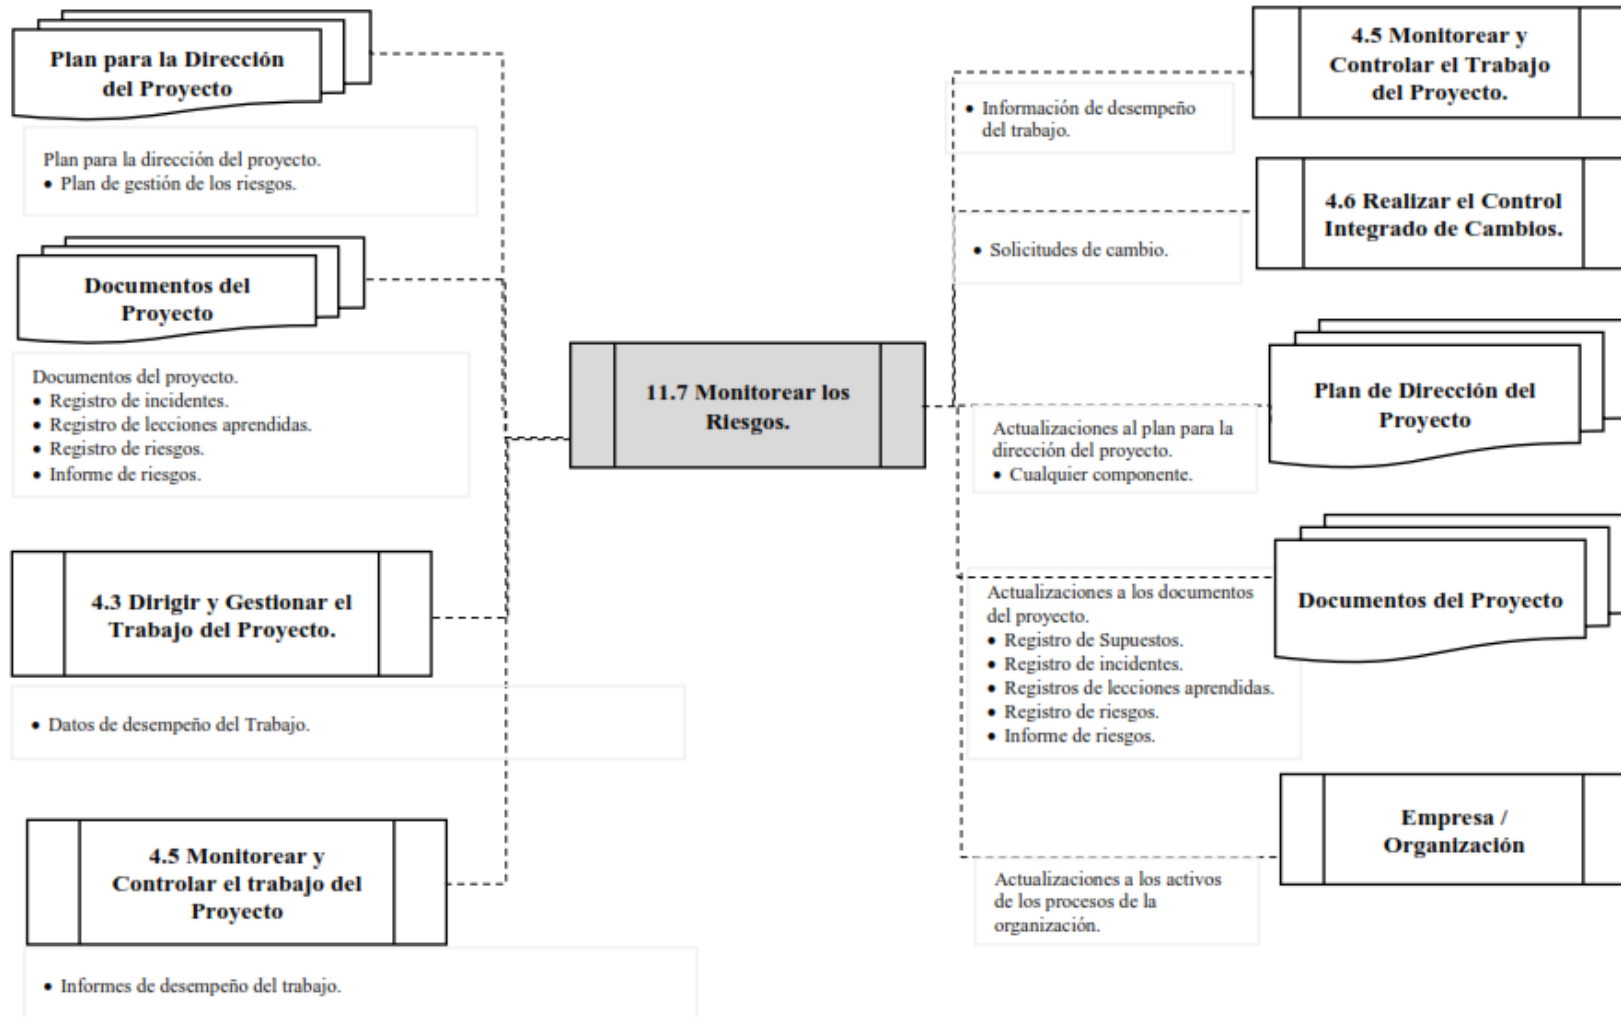 Plan para la Dirección
del Proyecto
Plan para la dirección del proyecto.
• Plan de gestión de los riesgos.
Documentos del
Proyecto
Documentos del proyecto.
• Registro de incidentes.
• Registro de lecciones aprendidas.
• Registro de riesgos.
• Informe de riesgos.
4.3 Dirigir y Gestionar el
Trabajo del Proyecto.
• Datos de desempeño del Trabajo.
4.5 Monitorear y
Controlar el trabajo del
Proyecto
• Informes de desempeño del trabajo.
11.7 Monitorear los
Riesgos.
4.5 Monitorear y
Controlar el Trabajo
del Proyecto.
• Información de desempeño
del trabajo.
4.6 Realizar el Control
Integrado de Cambios.
• Solicitudes de cambio.
Plan de Dirección del
Proyecto
Actualizaciones al plan para la
dirección del proyecto.
• Cualquier componente.
Documentos del Proyecto
Actualizaciones a los documentos
del proyecto.
• Registro de Supuestos.
• Registro de incidentes.
• Registros de lecciones aprendidas.
• Registro de riesgos.
• Informe de riesgos.
Empresa /
Organización
Actualizaciones a los activos
de los procesos de la
organización.